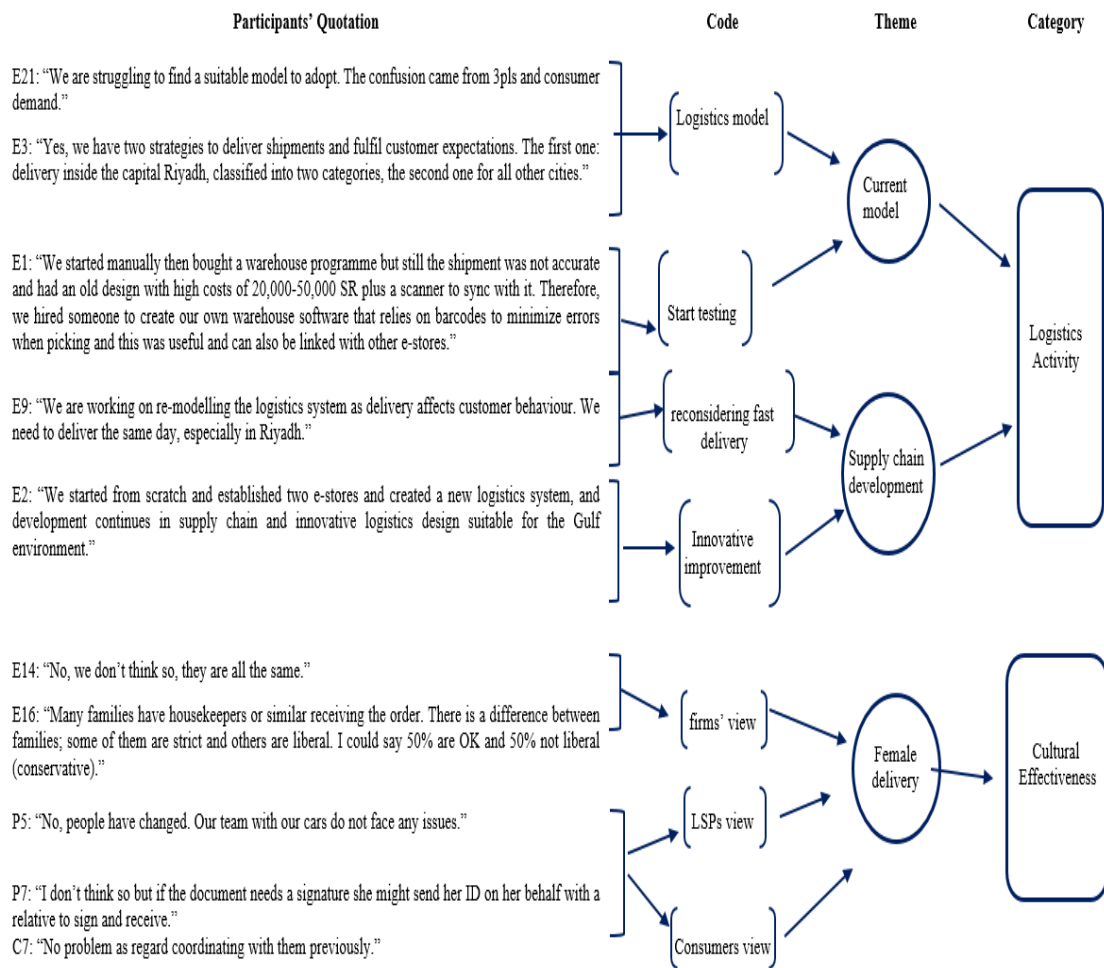 Participants' Quotation
Code
Theme
Category
E21: “We are struggling to find a suitable model to adopt. The confusion came from 3pls and consumer
demand.”
E3: “Yes, we have two strategies to deliver shipments and fulfil customer expectations. The first one:
delivery inside the capital Riyadh, classified into two categories, the second one for all other cities.”
Logistics model
Current
model
E1: “We started manually then bought a warehouse programme but still the shipment was not accurate
and had an old design with high costs of 20,000-50,000 SR plus a scanner to sync with it. Therefore,
we hired someone to create our own warehouse software that relies on barcodes to minimize errors
when picking and this was useful and can also be linked with other e-stores.”
Start testing
Logistics
Activity
E9: “We are working on re-modelling the logistics system as delivery affects customer behaviour. We
need to deliver the same day, especially in Riyadh.”
reconsidering fast
delivery
Supply chain
development
E2: “We started from scratch and established two e-stores and created a new logistics system, and
development continues in supply chain and innovative logistics design suitable for the Gulf
environment.”
Innovative
improvement
E14: “No, we don’t think so, they are all the same.”
E16: “Many families have housekeepers or similar receiving the order. There is a difference between
families; some of them are strict and others are liberal. I could say 50% are OK and 50% not liberal
(conservative).”
firms’ view
Female
delivery
Cultural
Effectiveness
P5: “No, people have changed. Our team with our cars do not face any issues.”
LSPs view
P7: “I don’t think so but if the document needs a signature she might send her ID on her behalf with a
relative to sign and receive.”
C7: “No problem as regard coordinating with them previously.”
Consumers view